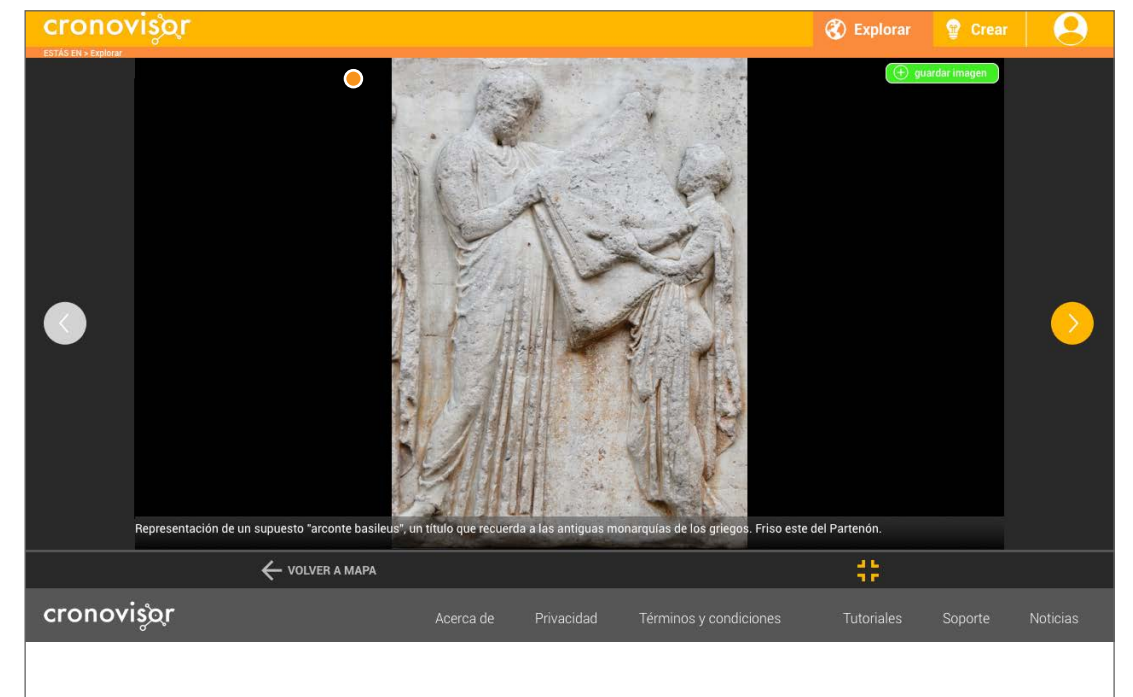 cronovisor
Explorar
Crear
ESTÁS EN > Explorar
guardar imagen
Representación de un supuesto "arconte basileus", un título que recuerda a las antiguas monarquías de los griegos. Friso este del Partenón.
VOLVER A MAPA
cronovisor
Acerca de
Privacidad
Términos y condiciones
Tutoriales
Soporte
Noticias